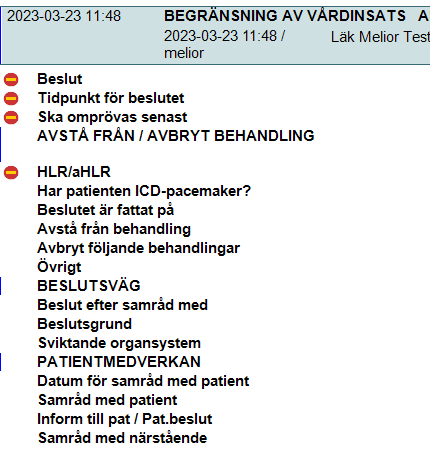 2023-03-23 11:48 BEGRÄNSNING AV VÅRDINSATS A
2023-03-23 11:48 / Läk Melior Test
melior
Beslut
Tidpunkt för beslutet
Ska omprövas senast
AVSTÅ FRÅN / AVBRYT BEHANDLING
HLR/aHLR
Har patienten ICD-pacemaker?
Beslutet är fattat på
Avstå från behandling
Avbryt följande behandlingar
Övrigt
BESLUTSVÄG
Beslut efter samråd med
Beslutsgrund
Sviktande organsystem
PATIENTMEDVERKAN
Datum för samråd med patient
Samråd med patient
Inform till pat / Pat.beslut
Samråd med närstående